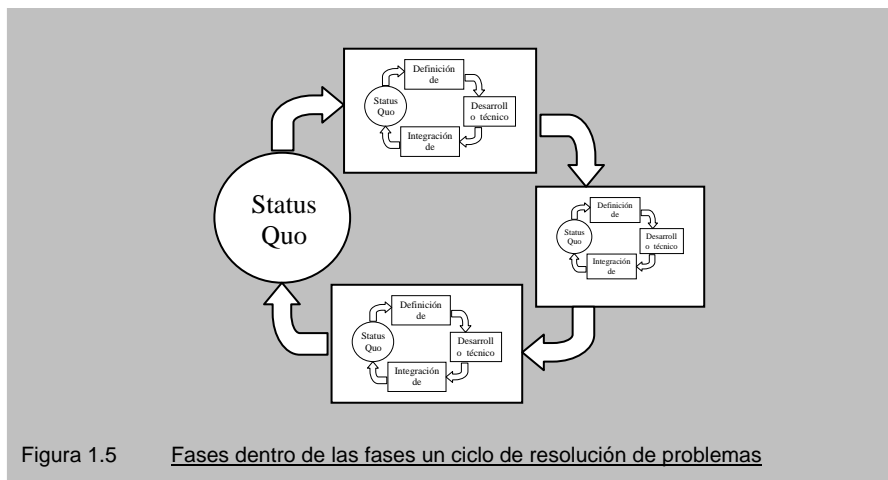 Definición
de
Status
Quo
Desarroll
o técnico
Integración
de
Status
Quo
Definición
de
Status
Quo
Desarroll
o técnico
Integración
de
Definición
de
Status
Quo
Desarroll
o técnico
Integración
de
Figura 1.5 Fases dentro de las fases un ciclo de resolución de problemas